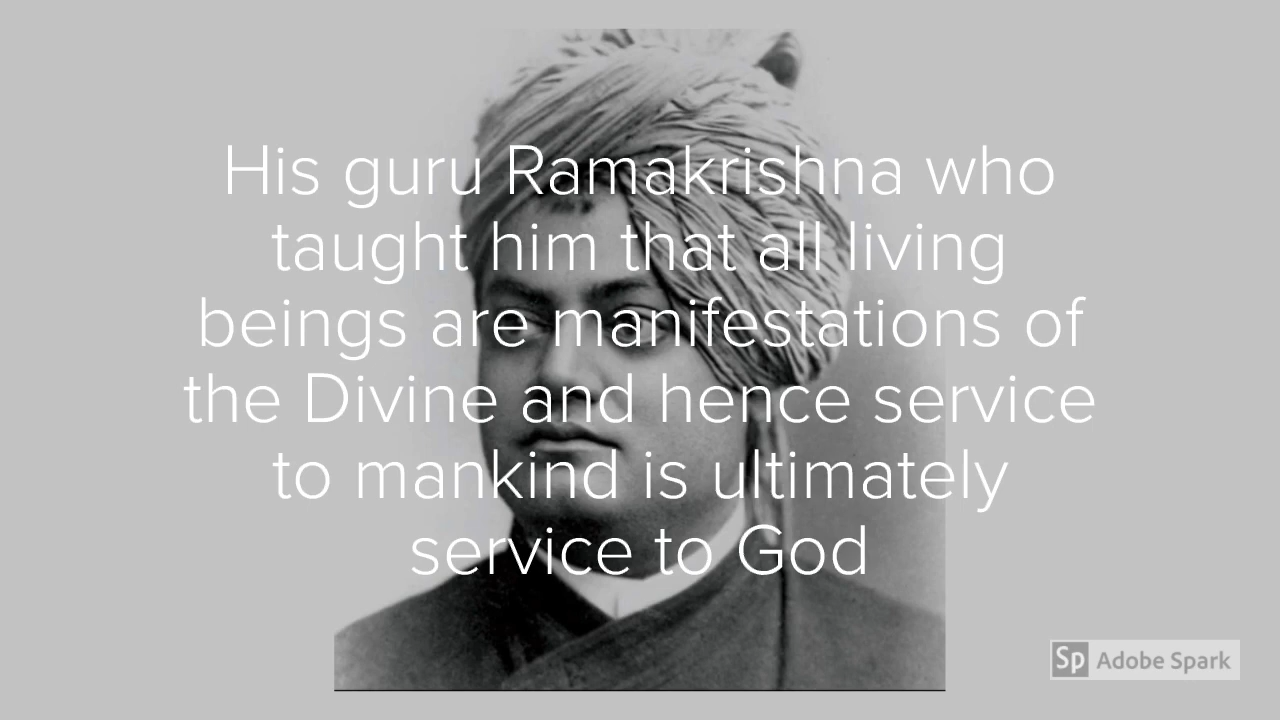 His guru Ramakrishna who
taught him that all living
beings are manifestations of
the Divine and hence service
to mankind is ultimately
service to God
Sp Adobe Spark